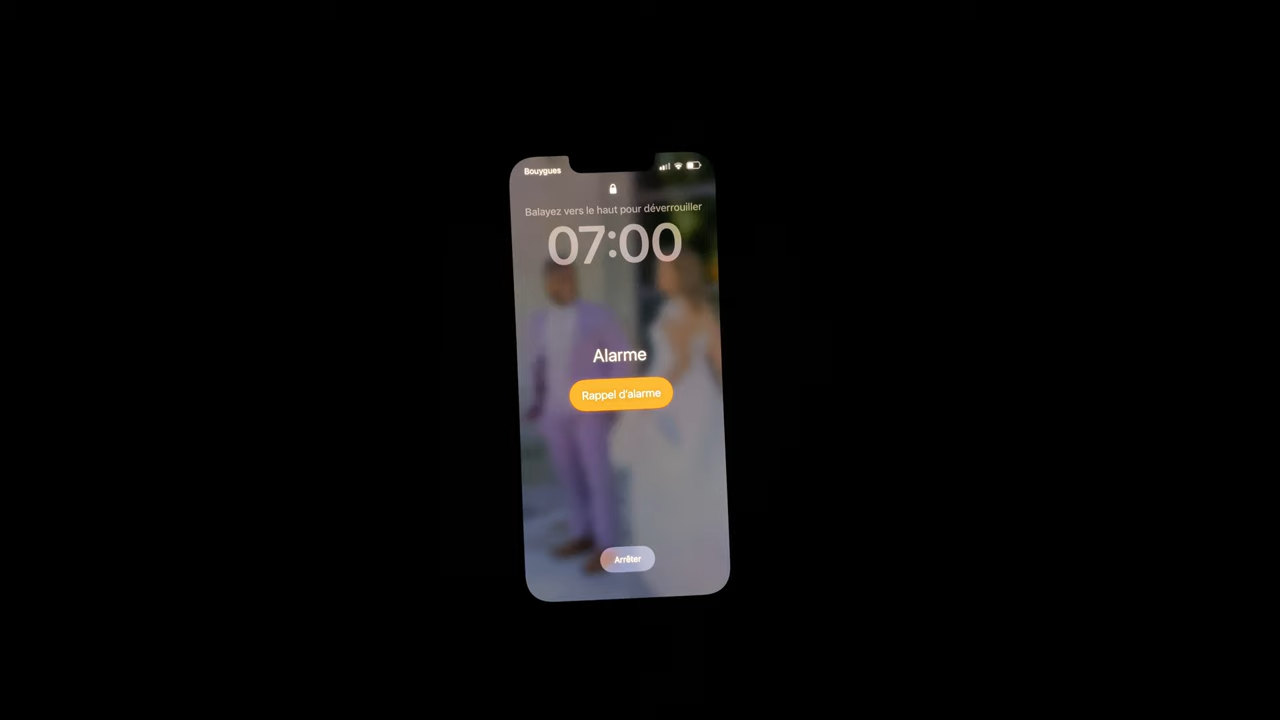 Bouygues
Balayez vers le haut pour déverrouiller
07:00
Alarme
Rappel d'alarme
Arrêter